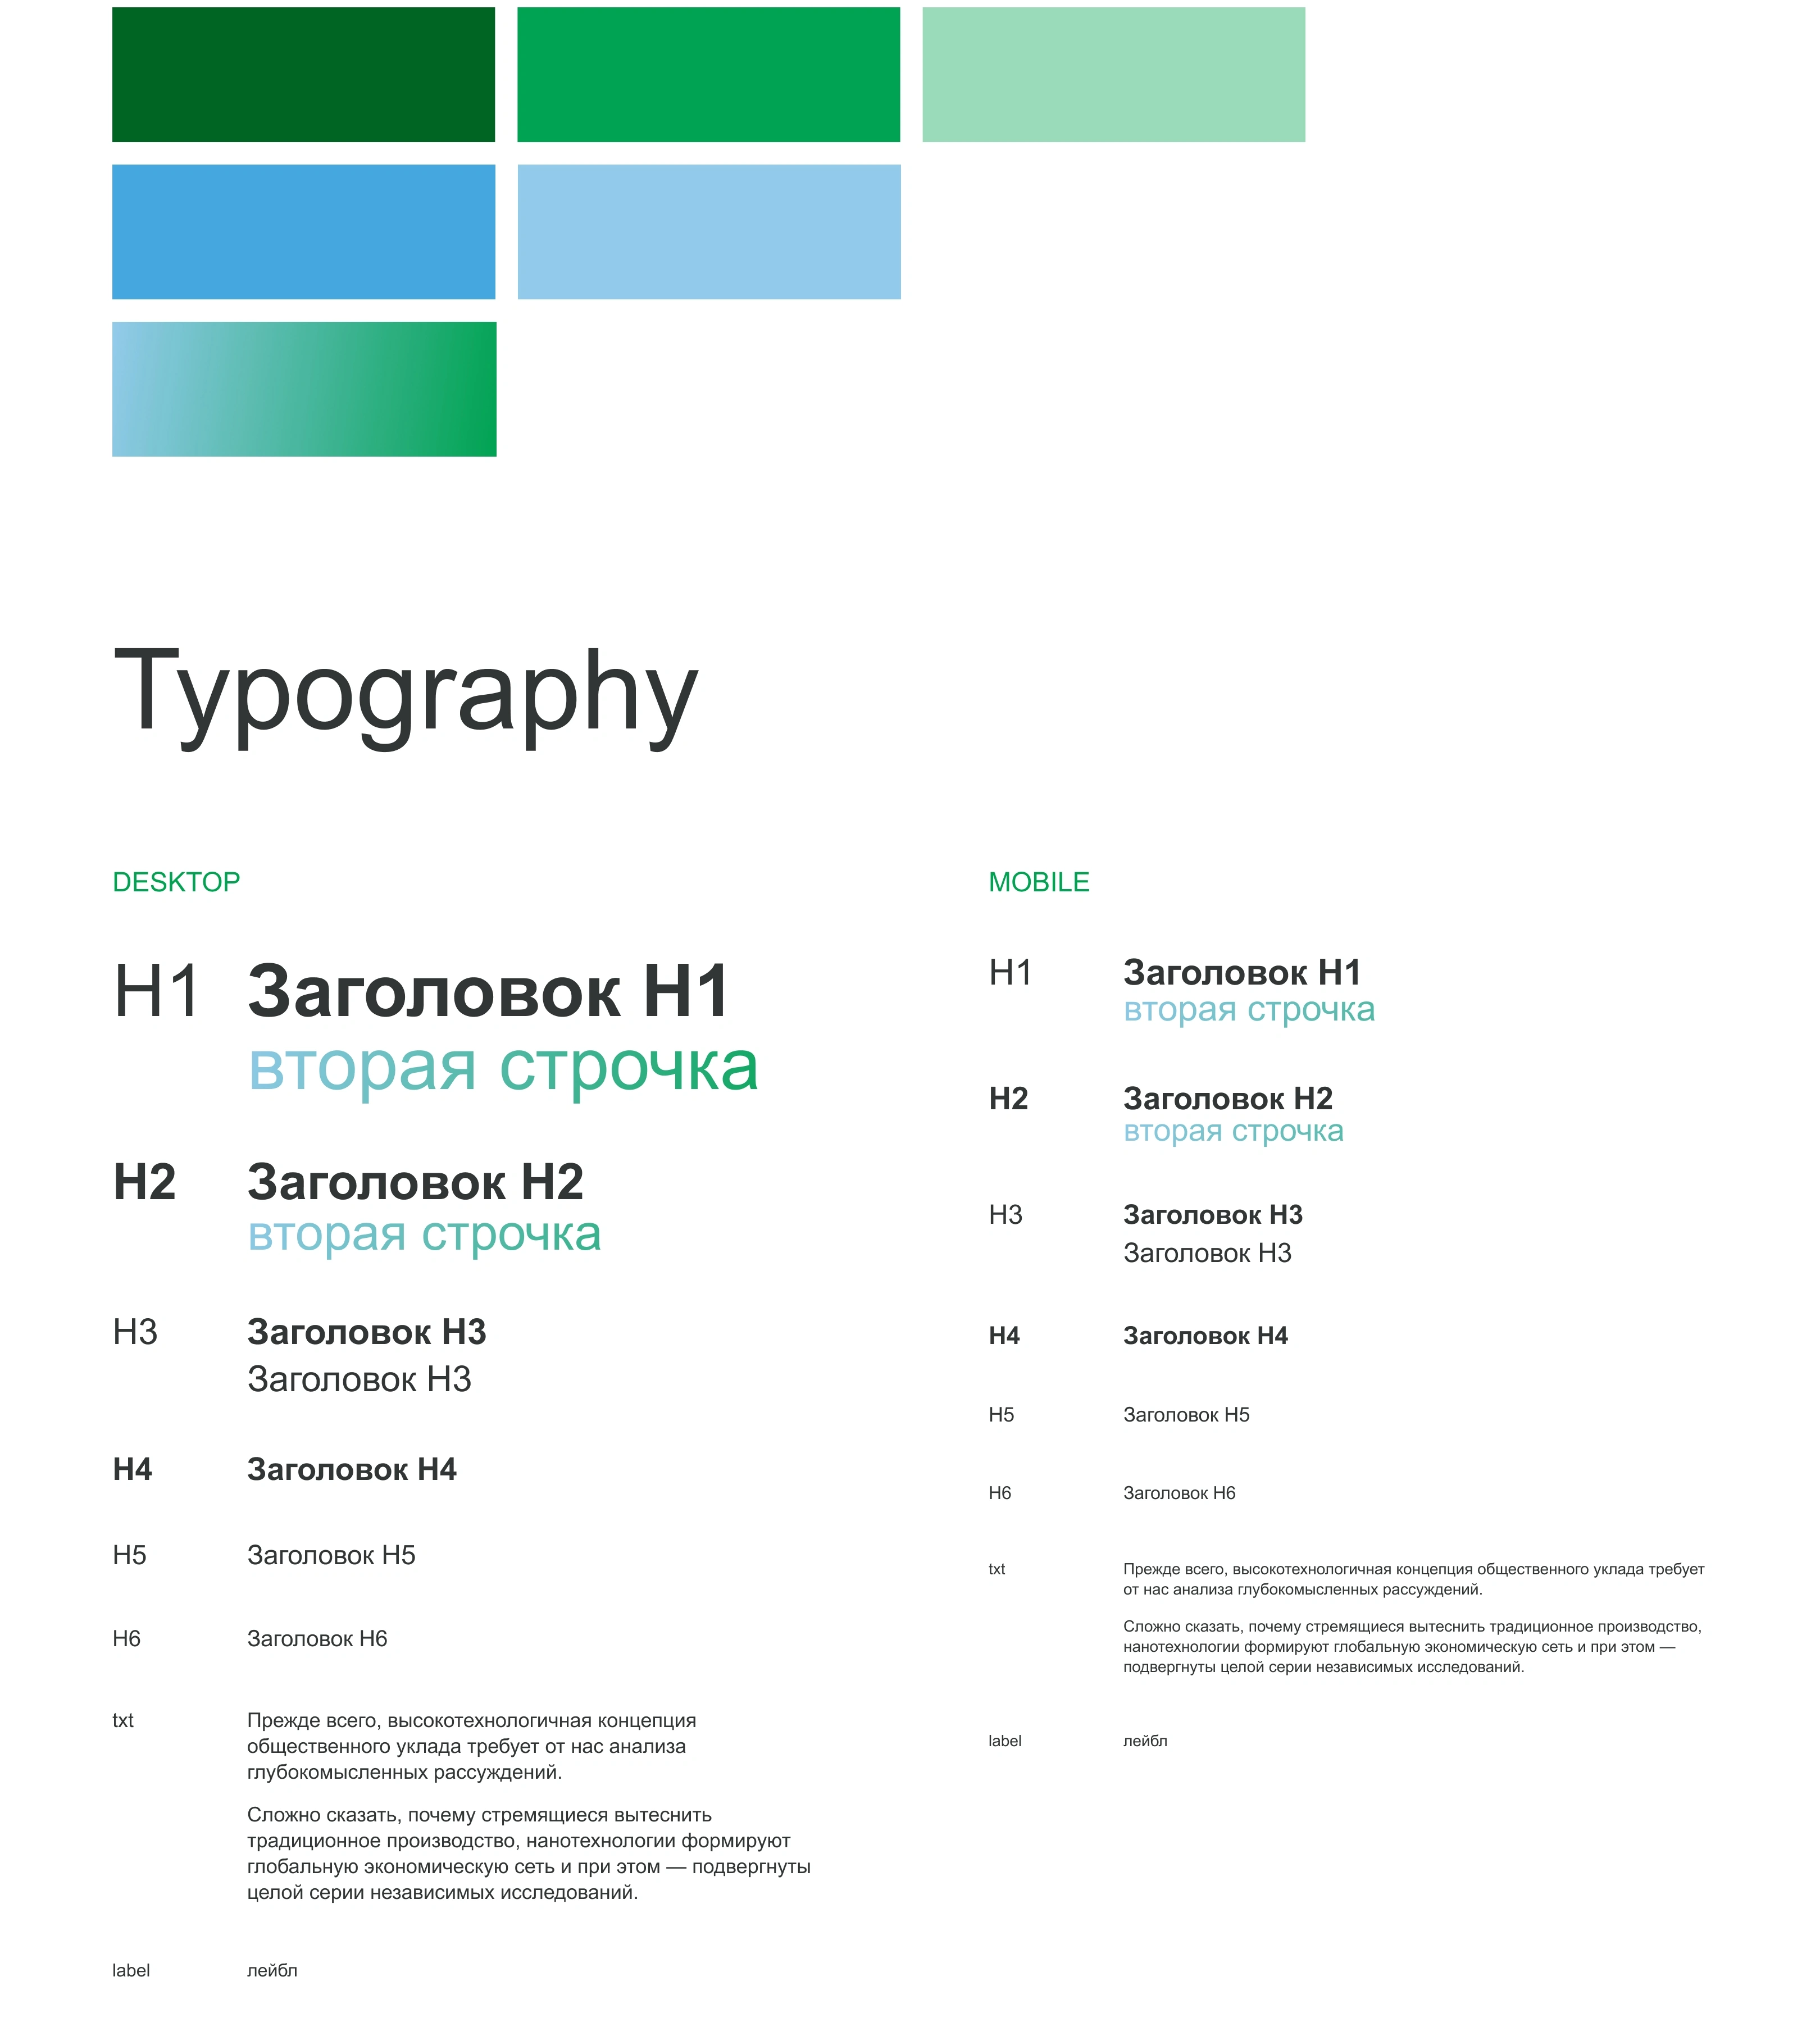 Typography
DESKTOP
H1 Заголовок H1
вторая строчка
H2 Заголовок H2
вторая строчка
H3 Заголовок H3
Заголовок H3
H4 Заголовок H4
H5 Заголовок H5
H6 Заголовок H6
txt Прежде всего, высокотехнологичная концепция
общественного уклада требует от нас анализа
глубокомысленных рассуждений.
Сложно сказать, почему стремящиеся вытеснить
традиционное производство, нанотехнологии формируют
глобальную экономическую сеть и при этом — подвергнуты
целой серии независимых исследований.
label лейбл
MOBILE
H1 Заголовок H1
вторая строчка
H2 Заголовок H2
вторая строчка
H3 Заголовок H3
Заголовок H3
H4 Заголовок H4
H5 Заголовок H5
H6 Заголовок H6
txt Прежде всего, высокотехнологичная концепция общественного уклада требует
от нас анализа глубокомысленных рассуждений.
Сложно сказать, почему стремящиеся вытеснить традиционное производство,
нанотехнологии формируют глобальную экономическую сеть и при этом —
подвергнуты целой серии независимых исследований.
label лейбл